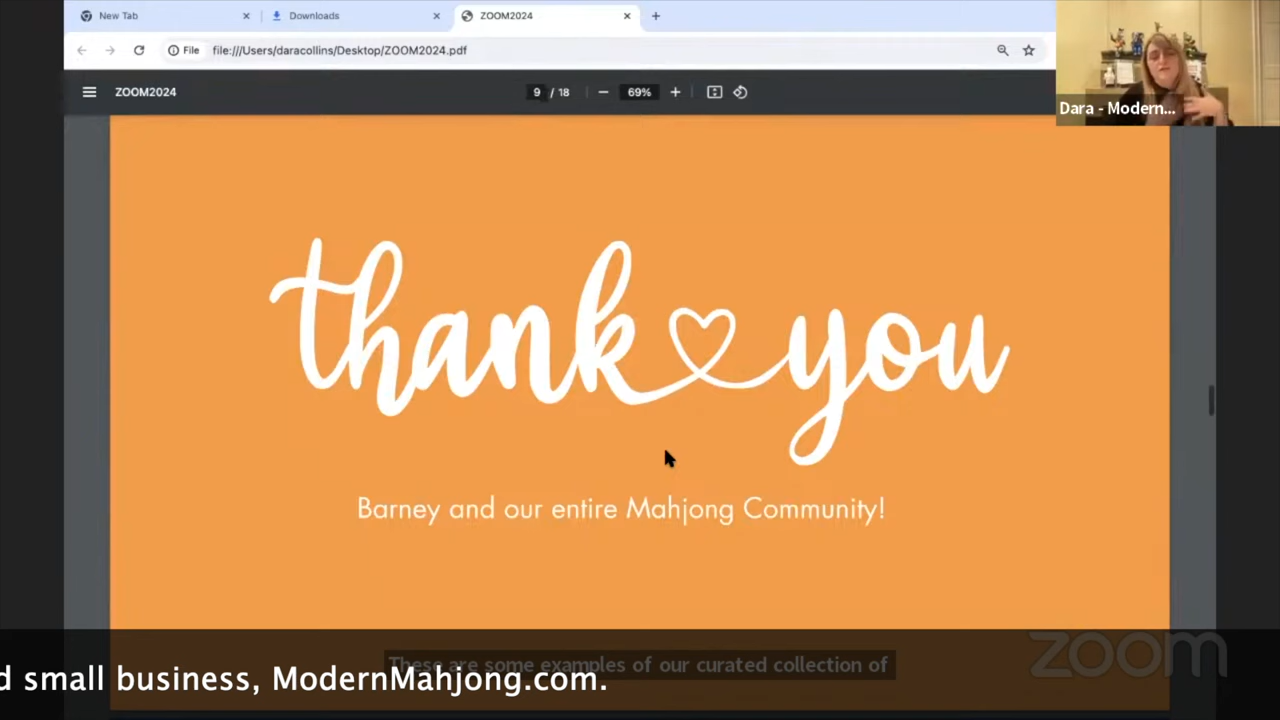 New Tab
Downloads
ZOOM2024
File
file:///Users/daracollins/Desktop/ZOOM2024.pdf
ZOOM2024
9 / 18
69%
Dara - Modern...
thank you
Barney and our entire Mahjong Community!
These are some examples of our curated collection of
d small business, ModernMahjong.com.
zoom